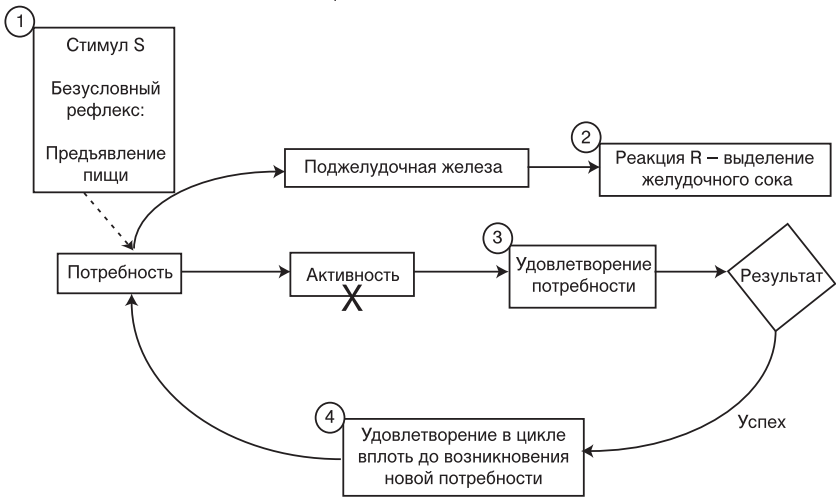 1
Стимул S
Безусловный
рефлекс:
Предъявление
пищи
Поджелудочная железа
2
Реакция R – выделение
желудочного сока
Потребность
Активность
X
3
Удовлетворение
потребности
Результат
Успех
4
Удовлетворение в цикле
вплоть до возникновения
новой потребности